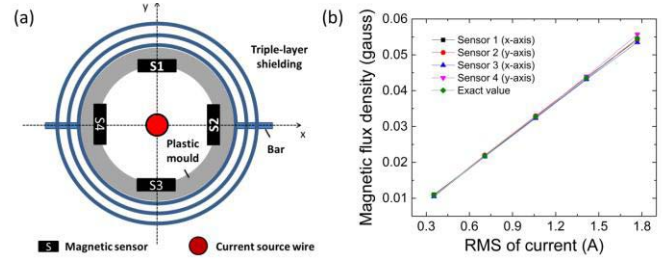 (a)
y
Triple-layer
shielding
S1
S4
S2
x
Plastic
mould
Bar
S3
S Magnetic sensor
Current source wire
(b)
Magnetic flux density (gauss)
0.06
0.05
0.04
0.03
0.02
0.01
Sensor 1 (x-axis)
Sensor 2 (y-axis)
Sensor 3 (x-axis)
Sensor 4 (y-axis)
Exact value
0.3 0.6 0.9 1.2 1.5 1.8
RMS of current (A)